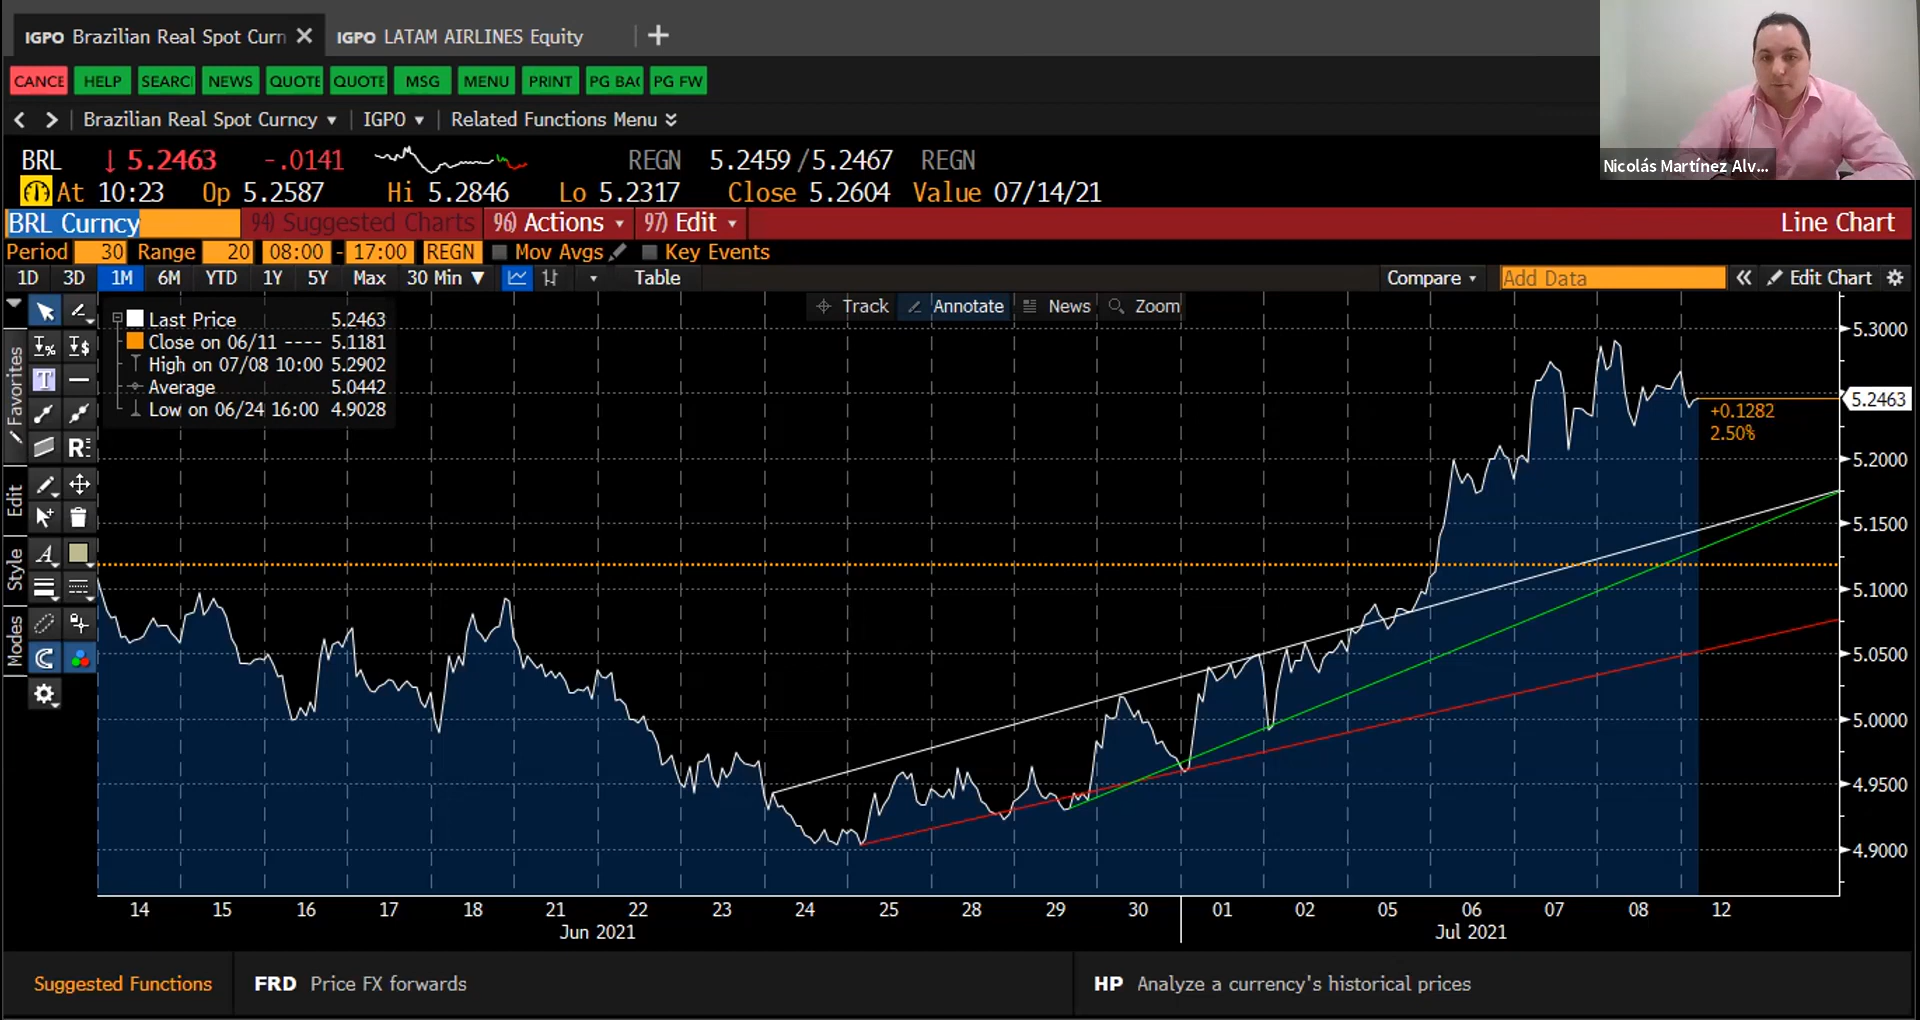 IGPO Brazilian Real Spot Curn × IGPO LATAM AIRLINES Equity +
CANCE HELP SEARC NEWS QUOTE QUOTE MSG MENU PRINT PG BA PG FW
Brazilian Real Spot Curncy IGPO Related Functions Menu
Nicolás Martínez Alv...
BRL ↓ 5.2463 -.0141 REGN 5.2459 / 5.2467 REGN
At 10:23 Op 5.2587 Hi 5.2846 Lo 5.2317 Close 5.2604 Value 07/14/21
BRL Curncy 94) Suggested Charts 96) Actions 97) Edit Line Chart
Period 30 Range 20 08:00 - 17:00 REGN Mov Avgs Key Events
1D 3D 1M 6M YTD 1Y 5Y Max 30 Min ▼ Table Compare Add Data « Edit Chart
Track Annotate News Zoom
Last Price 5.2463
Close on 06/11 ---- 5.1181
High on 07/08 10:00 5.2902
Average 5.0442
Low on 06/24 16:00 4.9028
Favorites
Edit
Style
Modes
T
R
A
5.3000
5.2463
+0.1282
2.50%
5.2000
5.1500
5.1000
5.0500
5.0000
4.9500
4.9000
14 15 16 17 18 21 22 23 24 25 28 29 30 01 02 05 06 07 08 12
Jun 2021 Jul 2021
Suggested Functions FRD Price FX forwards HP Analyze a currency's historical prices